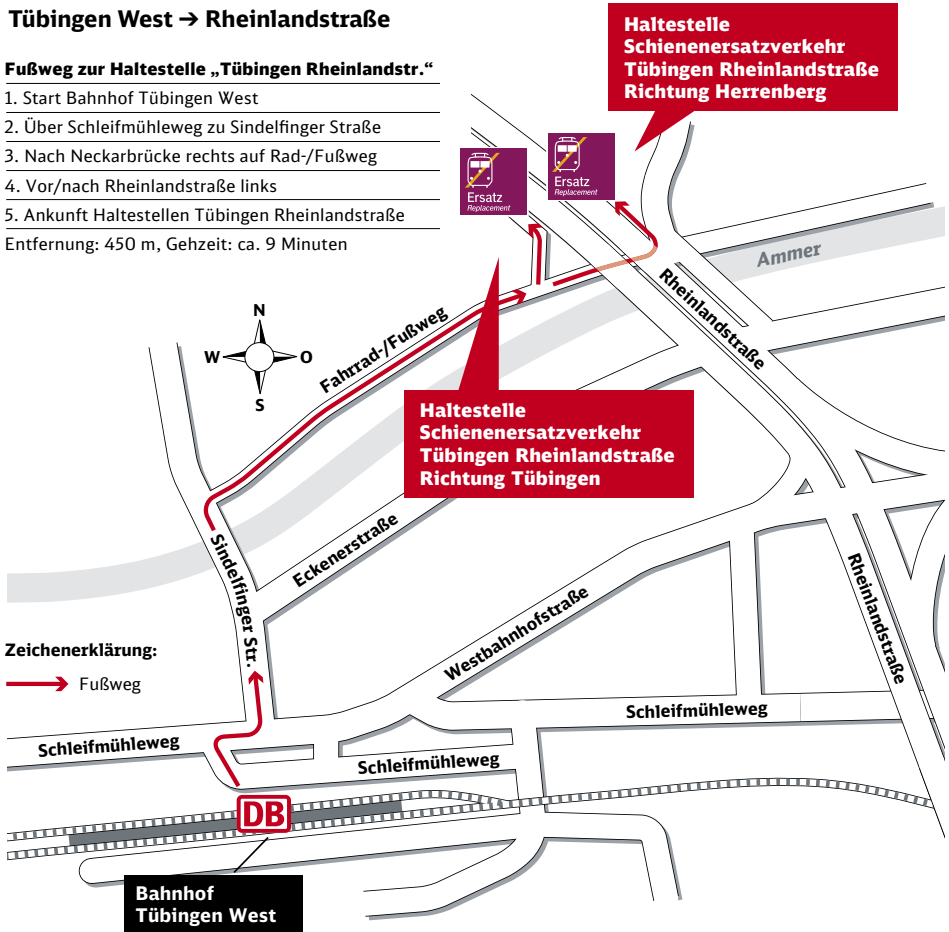 Tübingen West → Rheinlandstraße
Fußweg zur Haltestelle „Tübingen Rheinlandstr.“
1. Start Bahnhof Tübingen West
2. Über Schleifmühleweg zu Sindelfinger Straße
3. Nach Neckarbrücke rechts auf Rad-/Fußweg
4. Vor/nach Rheinlandstraße links
5. Ankunft Haltestellen Tübingen Rheinlandstraße
Entfernung: 450 m, Gehzeit: ca. 9 Minuten
Haltestelle
Schienenersatzverkehr
Tübingen Rheinlandstraße
Richtung Herrenberg
Ersatz
Replacement
Ersatz
Replacement
Ammer
Rheinlandstraße
N
W
O
S
Fahrrad-/Fußweg
Haltestelle
Schienenersatzverkehr
Tübingen Rheinlandstraße
Richtung Tübingen
Sindelfinger Str.
Eckenerstraße
Westbahnhofstraße
Rheinlandstraße
Zeichenerklärung:
Fußweg
Schleifmühleweg
Schleifmühleweg
Schleifmühleweg
DB
Bahnhof
Tübingen West